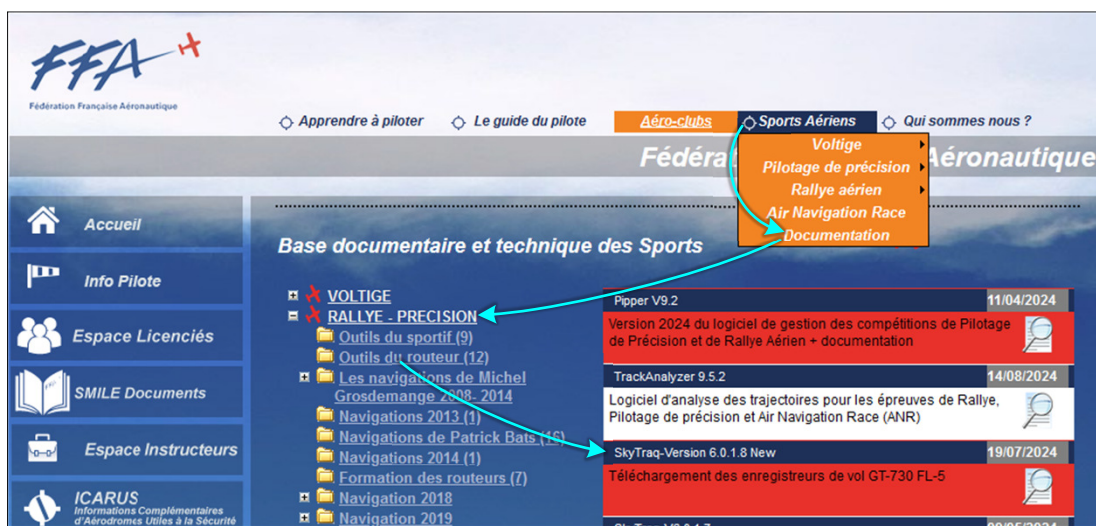 FFA
Fédération Française Aéronautique
Apprendre à piloter
Le guide du pilote
Aéro-clubs
Sports Aériens
Qui sommes nous ?
Fédéra
Aéronautique
Voltige
Pilotage de précision
Rallye aérien
Air Navigation Race
Documentation
Accueil
Info Pilote
Espace Licenciés
SMILE Documents
Espace Instructeurs
ICARUS
Informations Complémentaires
d'Aérodromes Utiles à la Sécurité
Base documentaire et technique des Sports
VOLTIGE
RALLYE - PRECISION
Outils du sportif (9)
Outils du routeur (12)
Les navigations de Michel
Grosdemange 2008- 2014
Navigations 2013 (1)
Navigations de Patrick Bats (16)
Navigations 2014 (1)
Formation des routeurs (7)
Navigation 2018
Navigation 2019
Pipper V9.2
11/04/2024
Version 2024 du logiciel de gestion des compétitions de Pilotage
de Précision et de Rallye Aérien + documentation
TrackAnalyzer 9.5.2
14/08/2024
Logiciel d'analyse des trajectoires pour les épreuves de Rallye,
Pilotage de précision et Air Navigation Race (ANR)
SkyTraq-Version 6.0.1.8 New
19/07/2024
Téléchargement des enregistreurs de vol GT-730 FL-5